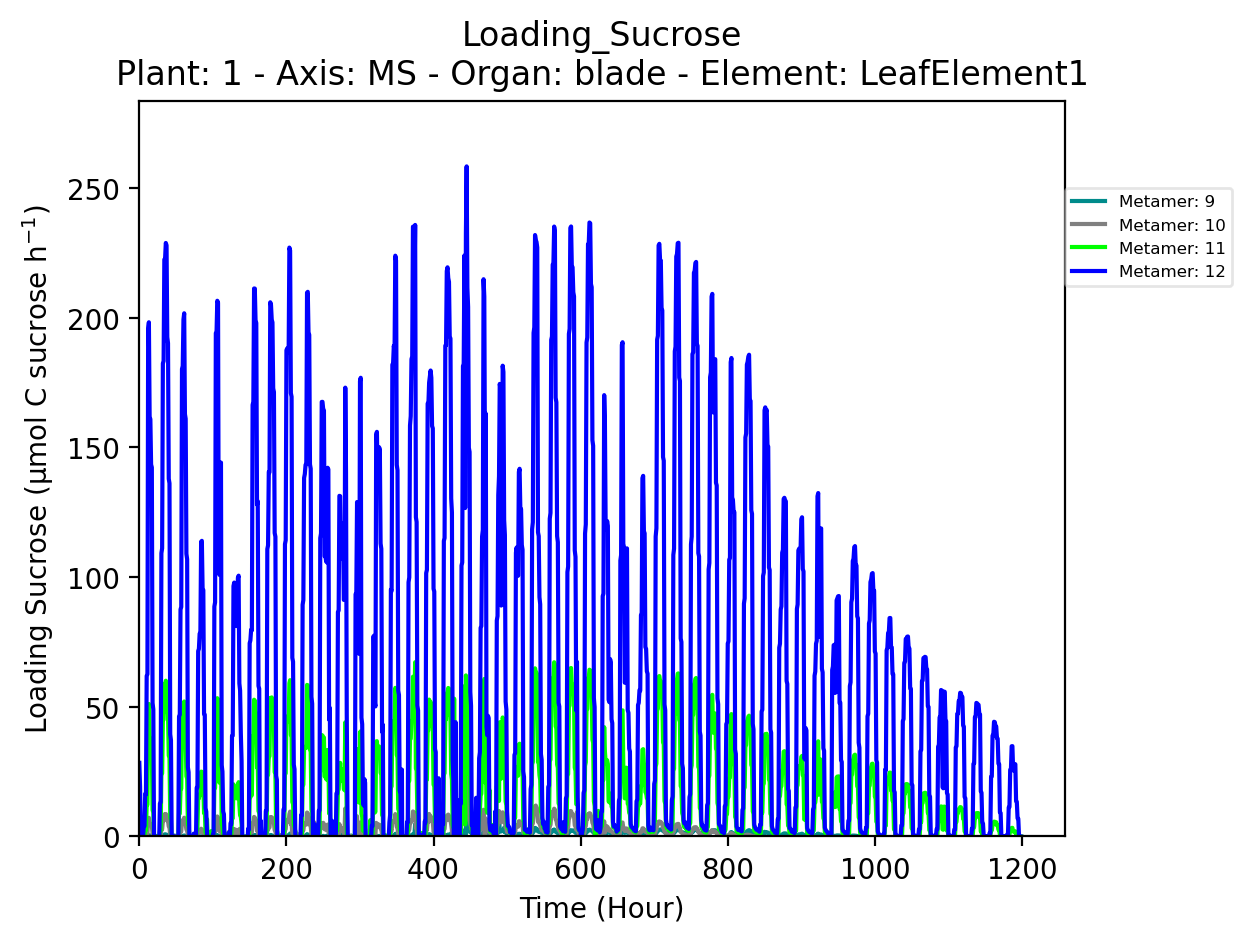 Loading_Sucrose
Plant: 1 - Axis: MS - Organ: blade - Element: LeafElement1
Loading Sucrose (µmol C sucrose h⁻¹)
250
200
150
100
50
0
0 200 400 600 800 1000 1200
Time (Hour)
Metamer: 9
Metamer: 10
Metamer: 11
Metamer: 12